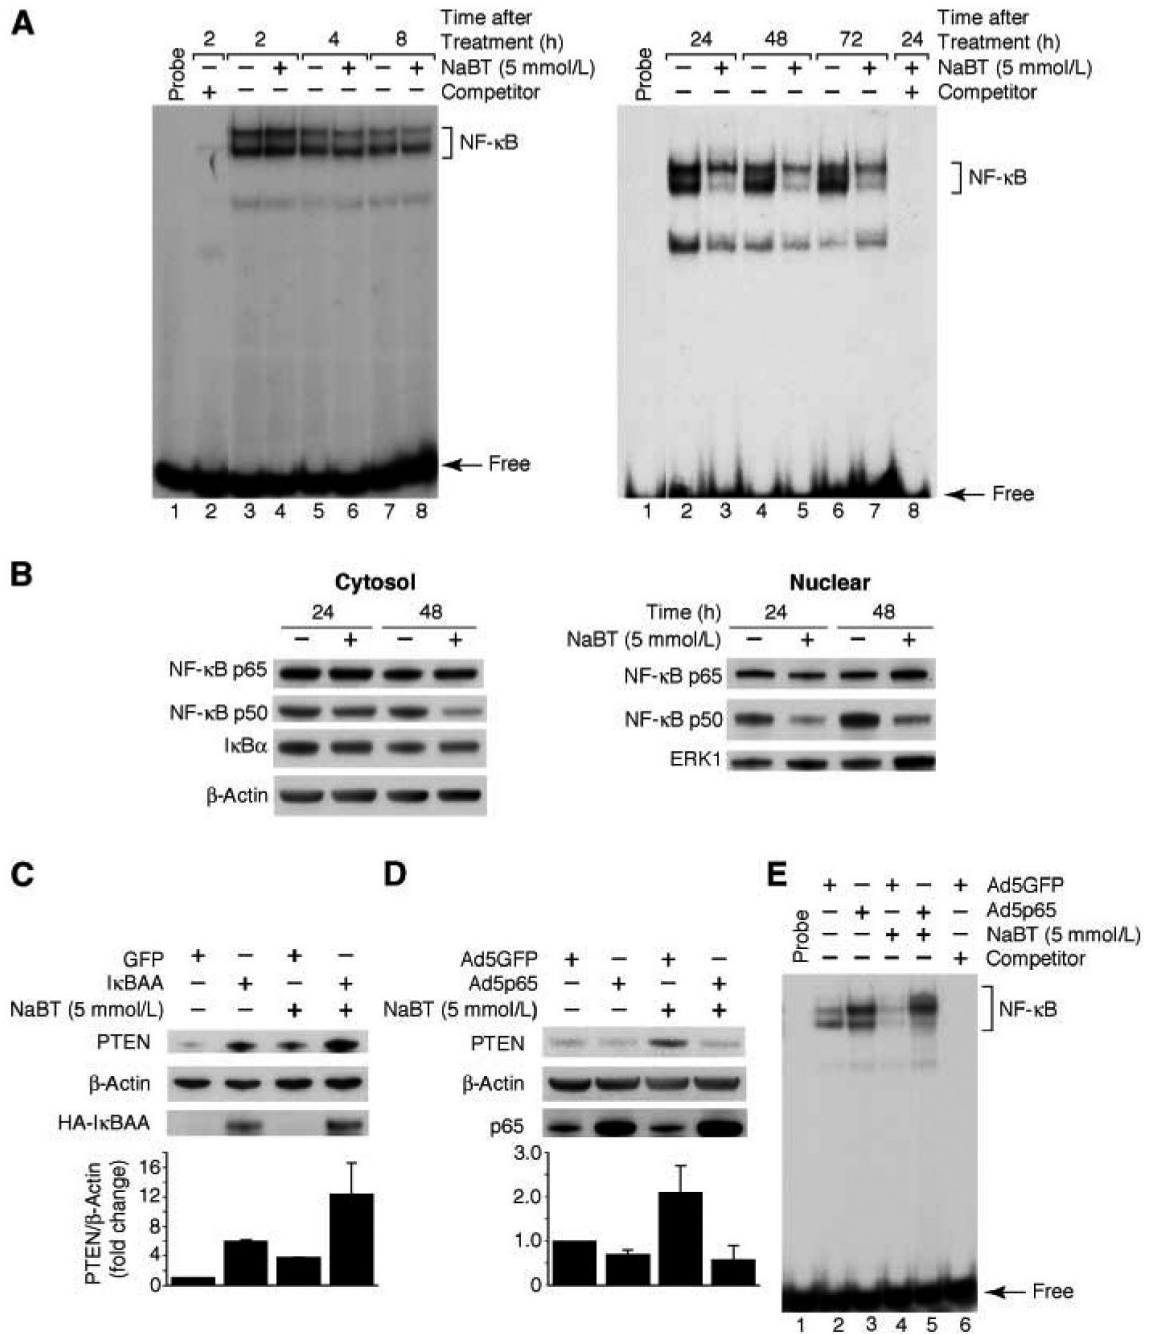 A
Time after
2 2 4 8 Treatment (h)
Probe − − + − + − + NaBT (5 mmol/L)
+ − − − − − − Competitor
NF-κB
Free
1 2 3 4 5 6 7 8
Time after
24 48 72 24 Treatment (h)
Probe − + − + − + + NaBT (5 mmol/L)
− − − − − − + Competitor
NF-κB
Free
1 2 3 4 5 6 7 8
B
Cytosol
24 48
− + − +
NF-κB p65
NF-κB p50
IκBα
β-Actin
Nuclear
Time (h) 24 48
NaBT (5 mmol/L) − + − +
NF-κB p65
NF-κB p50
ERK1
C
GFP + − + −
IκBAA − + − +
NaBT (5 mmol/L) − − + +
PTEN
β-Actin
HA-IκBAA
PTEN/β-Actin
(fold change)
16
12
8
4
0
D
Ad5GFP + − + −
Ad5p65 − + − +
NaBT (5 mmol/L) − − + +
PTEN
β-Actin
p65
3.0
2.0
1.0
0
E
+ − + − + Ad5GFP
− + − + − Ad5p65
Probe − − + + − NaBT (5 mmol/L)
− − − − + Competitor
NF-κB
Free
1 2 3 4 5 6